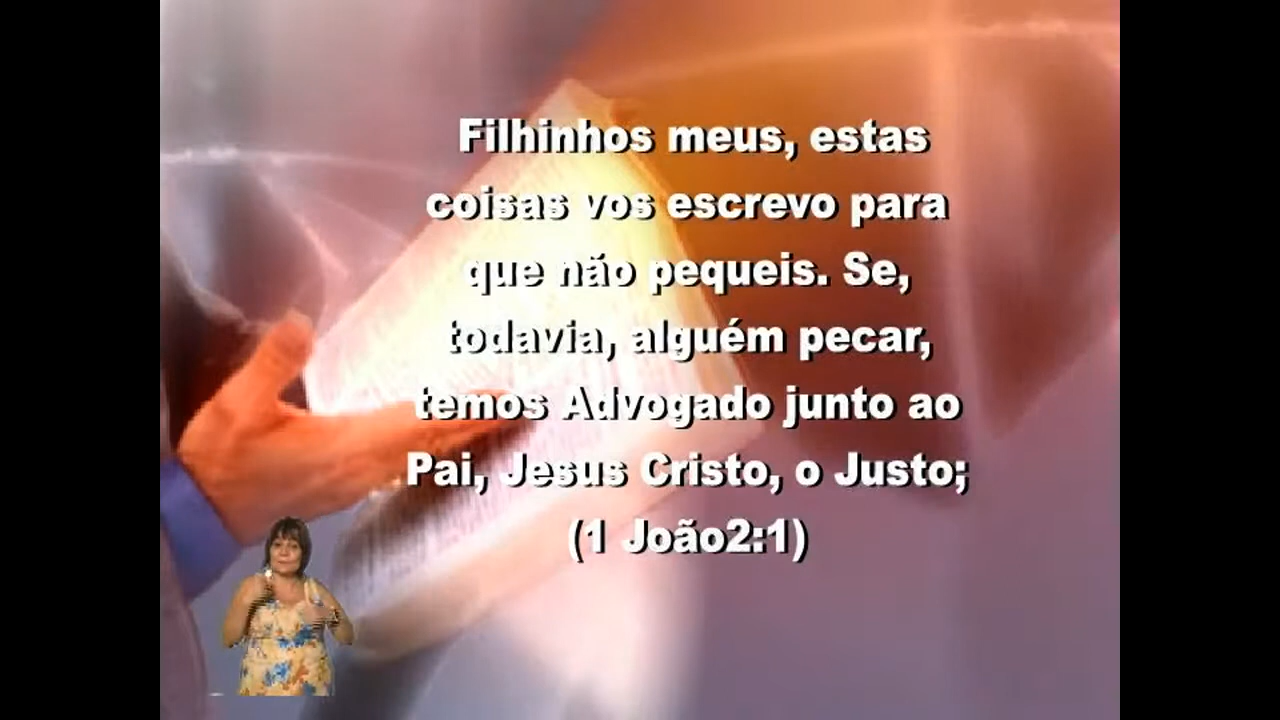 Filhinhos meus, estas
coisas vos escrevo para
que não pequeis. Se,
todavia, alguém pecar,
temos Advogado junto ao
Pai, Jesus Cristo, o Justo;
(1 João2:1)